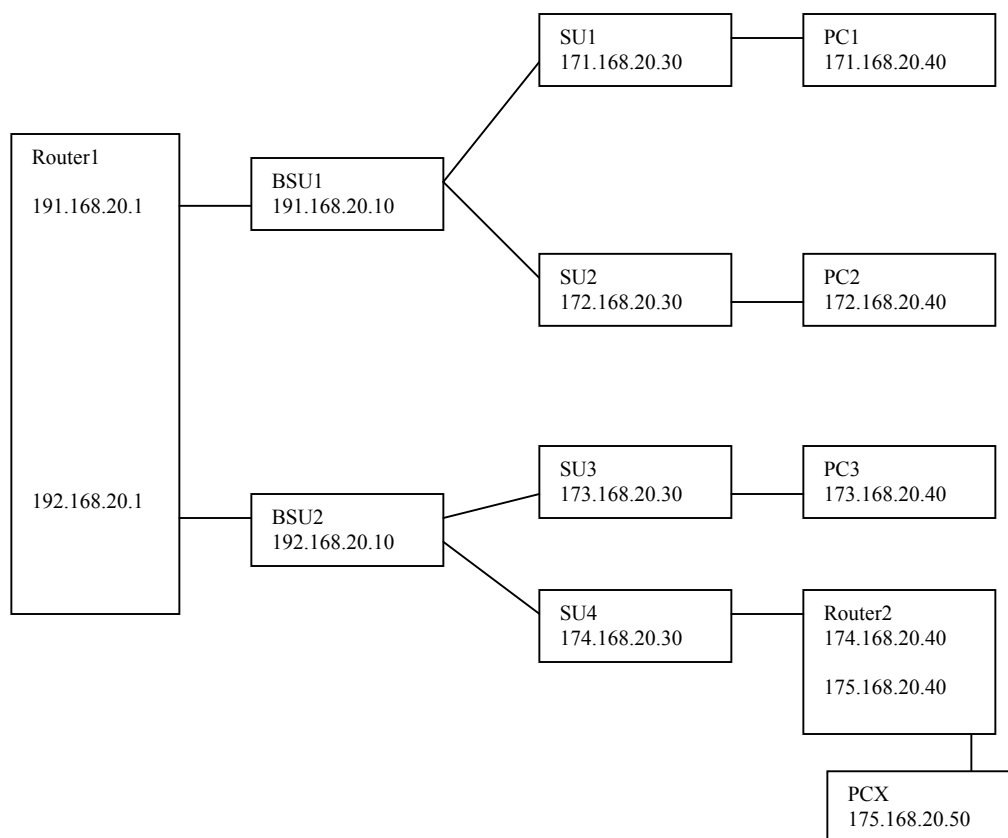 SU1
171.168.20.30
PC1
171.168.20.40
Router1
191.168.20.1
BSU1
191.168.20.10
SU2
172.168.20.30
PC2
172.168.20.40
192.168.20.1
BSU2
192.168.20.10
SU3
173.168.20.30
PC3
173.168.20.40
SU4
174.168.20.30
Router2
174.168.20.40
175.168.20.40
PCX
175.168.20.50